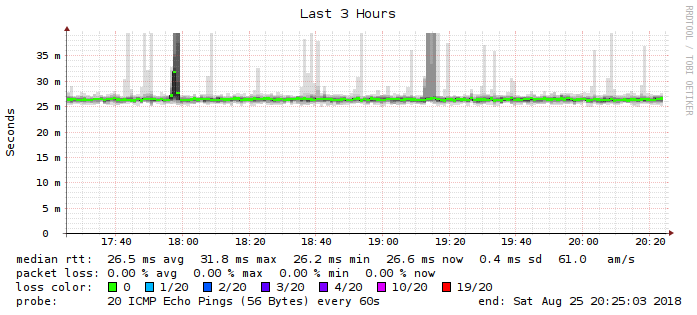 Last 3 Hours
RRDTOOL / TOBI OETIKER
Seconds
35 m
30 m
25 m
20 m
15 m
10 m
5 m
0
17:40 18:00 18:20 18:40 19:00 19:20 19:40 20:00 20:20
median rtt: 26.5 ms avg 31.8 ms max 26.2 ms min 26.6 ms now 0.4 ms sd 61.0 am/s
packet loss: 0.00 % avg 0.00 % max 0.00 % min 0.00 % now
loss color: 0 1/20 2/20 3/20 4/20 10/20 19/20
probe: 20 ICMP Echo Pings (56 Bytes) every 60s end: Sat Aug 25 20:25:03 2018